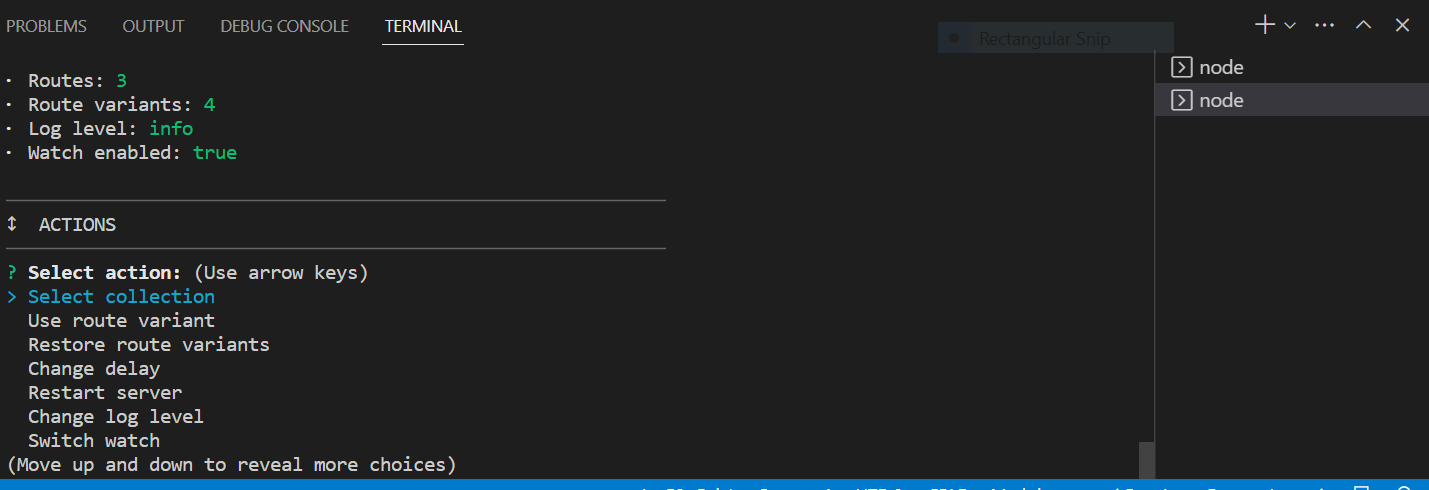 PROBLEMS OUTPUT DEBUG CONSOLE TERMINAL
Rectangular Snip
node
node
· Routes: 3
· Route variants: 4
· Log level: info
· Watch enabled: true
↕ ACTIONS
? Select action: (Use arrow keys)
> Select collection
Use route variant
Restore route variants
Change delay
Restart server
Change log level
Switch watch
(Move up and down to reveal more choices)